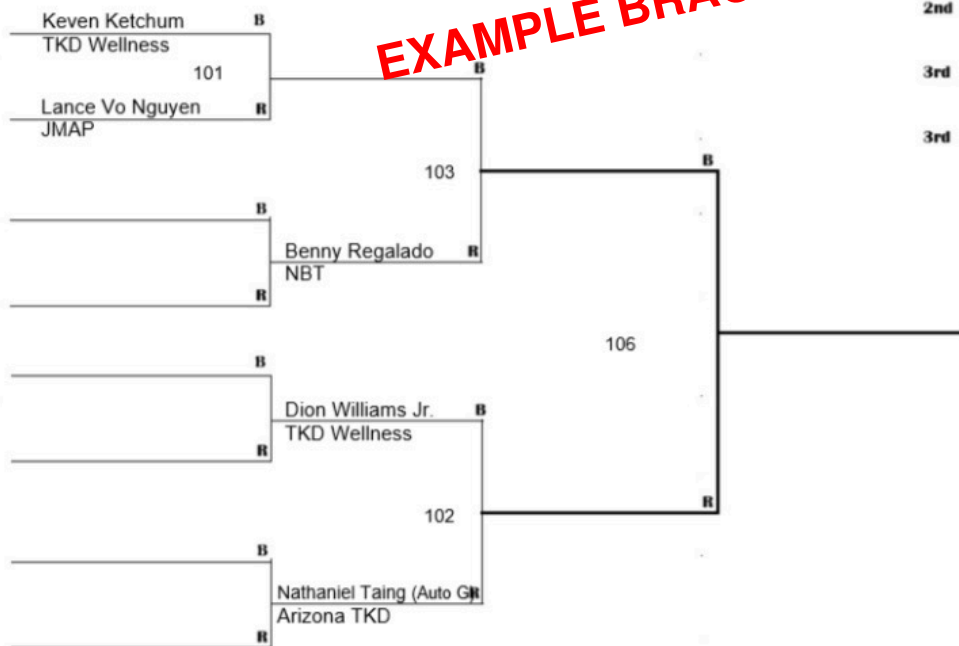 EXAMPLE
2nd
3rd
3rd
Keven Ketchum B
TKD Wellness
101
Lance Vo Nguyen R
JMAP
B
103
B
B
Benny Regalado R
NBT
R
106
B
Dion Williams Jr. B
TKD Wellness
R
102
R
B
Nathaniel Taing (Auto G) R
Arizona TKD
R